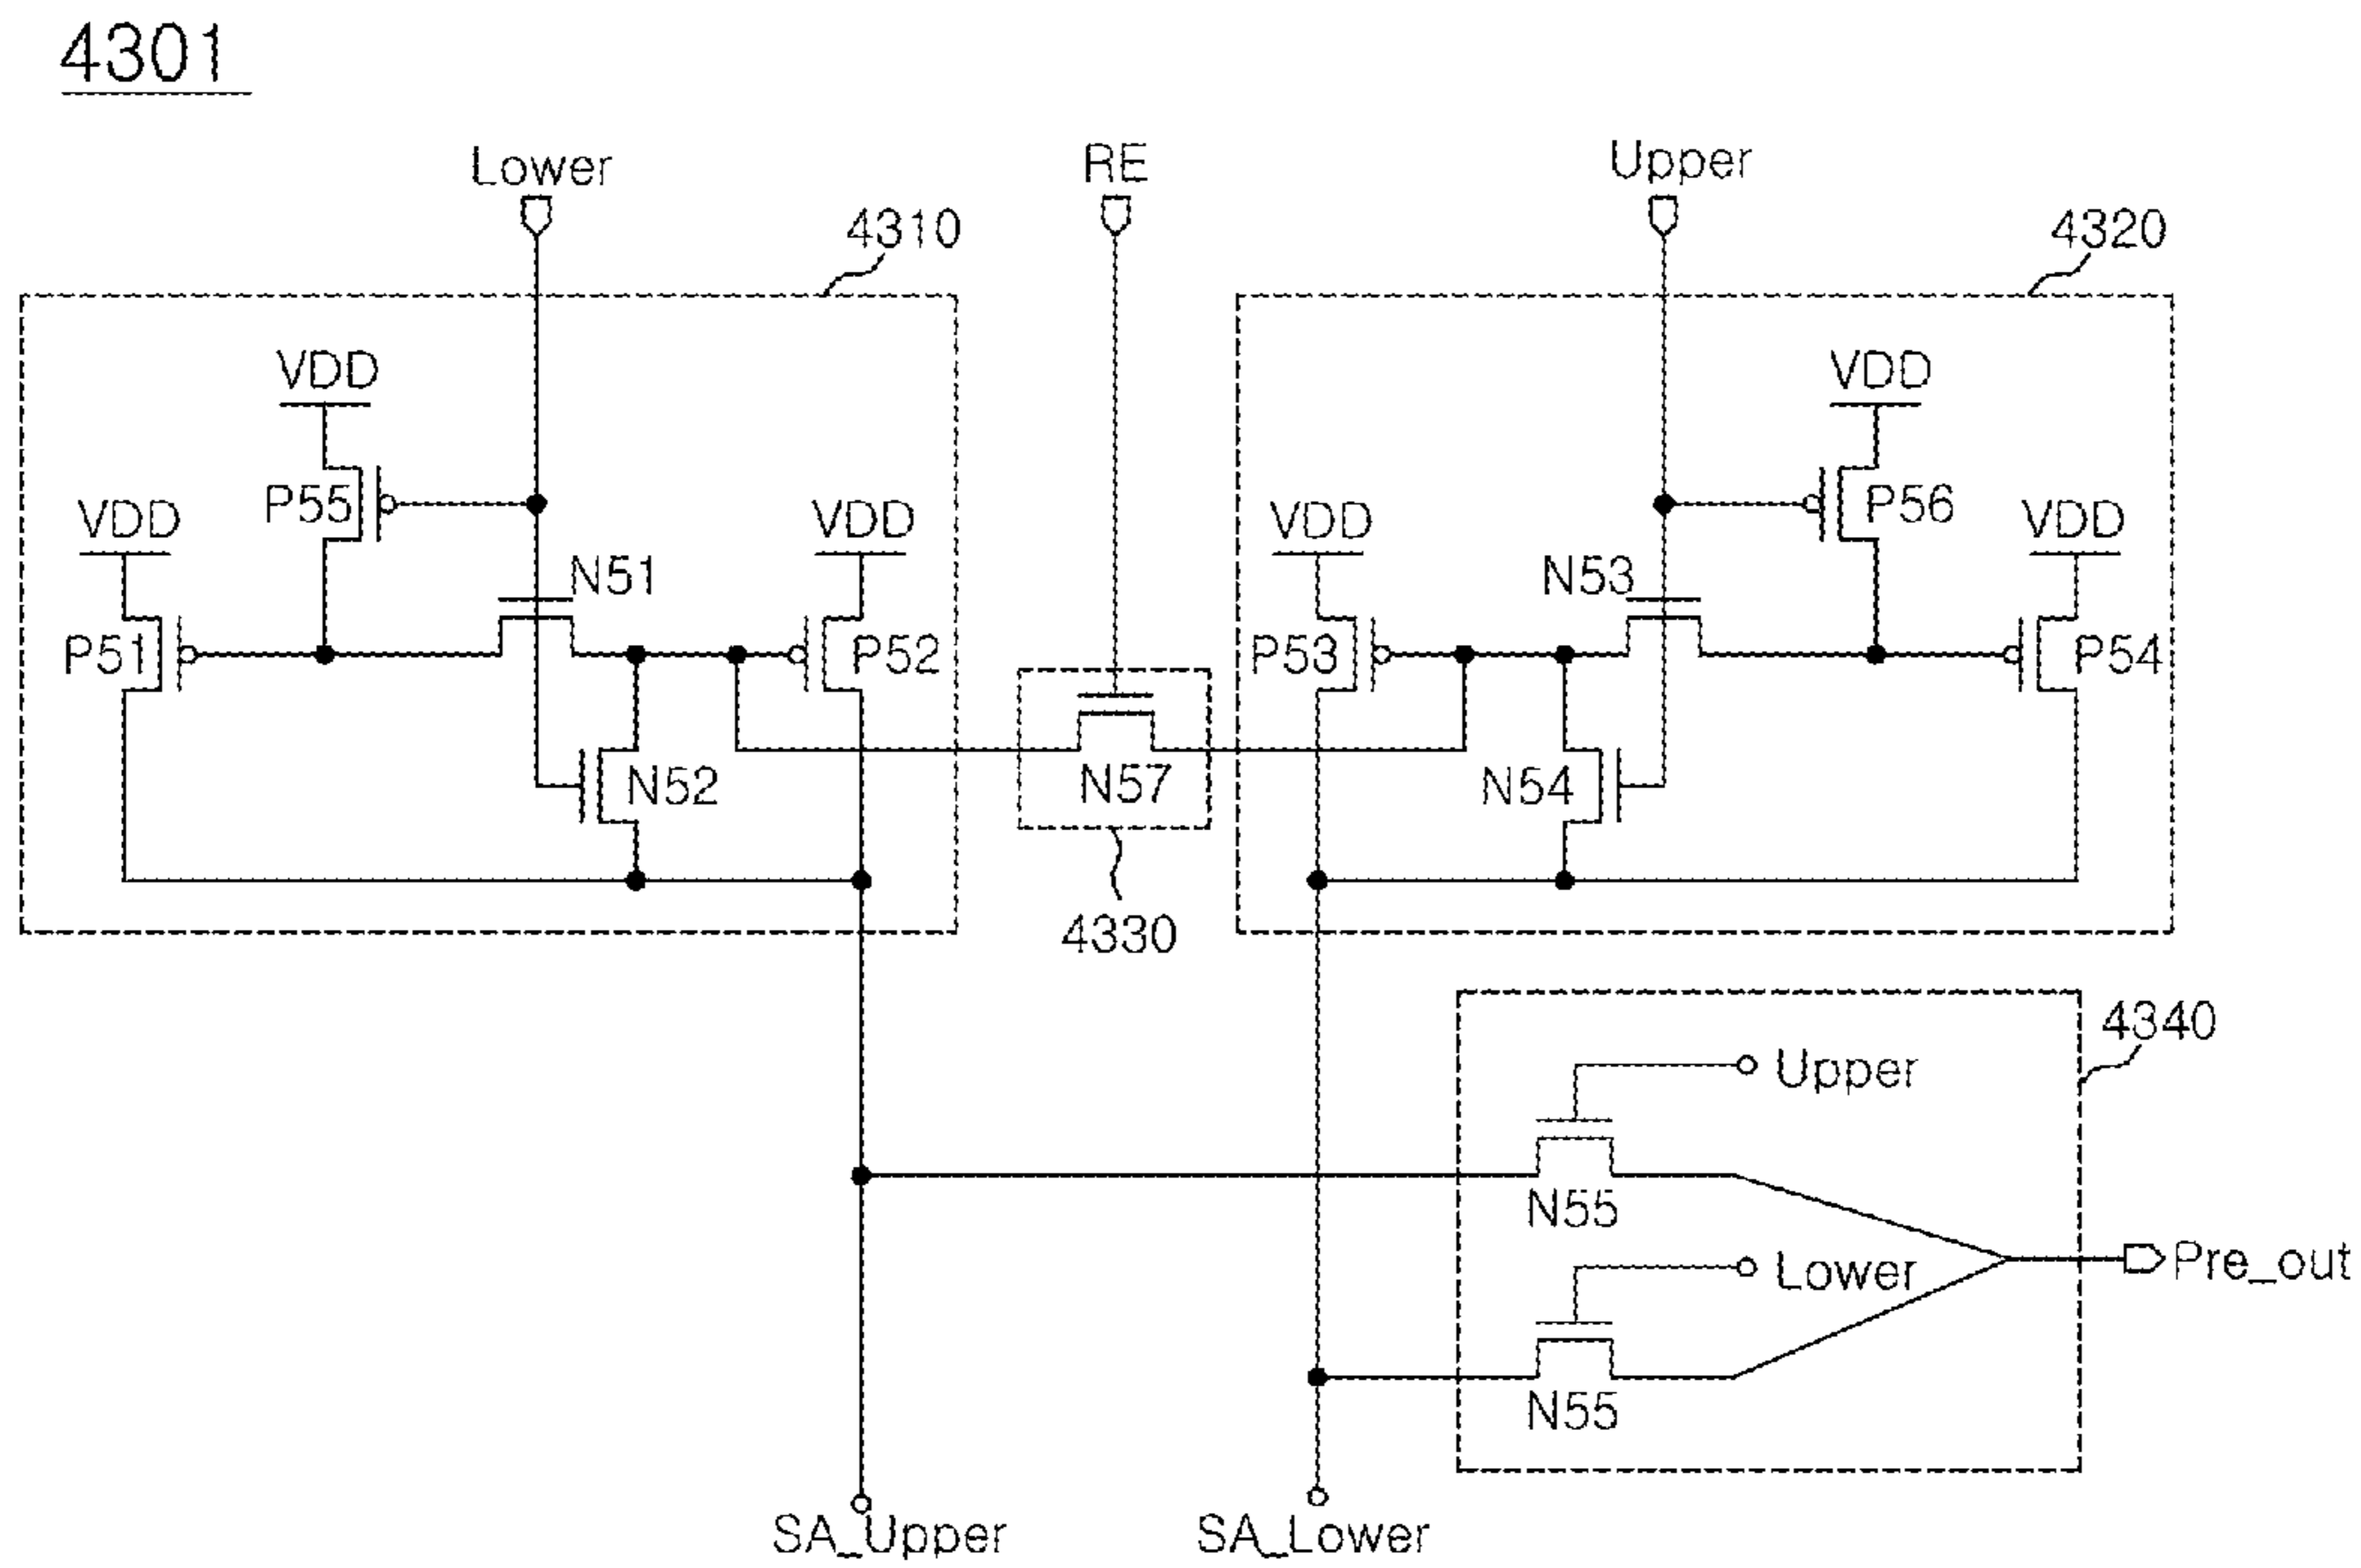 4301
Lower
RE
Upper
4310
4320
VDD
VDD
P55
P56
VDD
VDD
VDD
VDD
N51
N53
P51
P52
P53
P54
N52
N57
N54
4330
4340
Upper
N55
Lower
Pre_out
N55
SA_Upper
SA_Lower